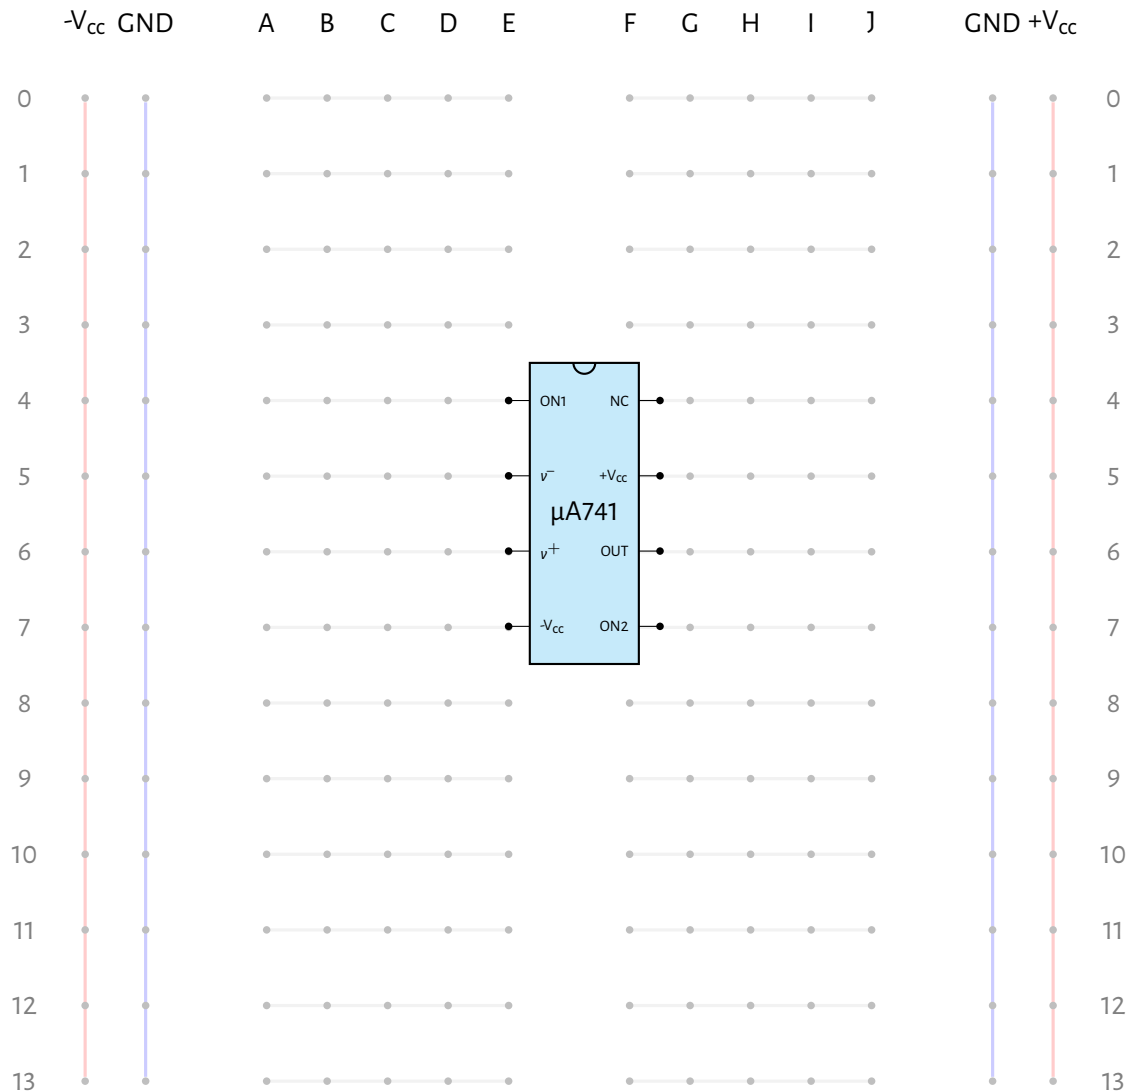 -Vcc GND A B C D E F G H I J GND +Vcc
0 0
1 1
2 2
3 3
4 ON1 NC 4
5 v⁻ +Vcc 5
μA741
6 v⁺ OUT 6
7 -Vcc ON2 7
8 8
9 9
10 10
11 11
12 12
13 13